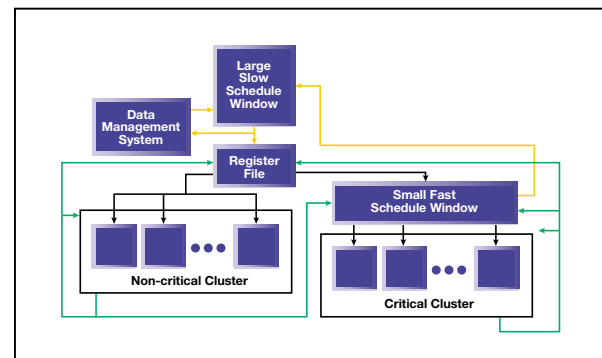 Large
Slow
Schedule
Window
Data
Management
System
Register
File
Small Fast
Schedule Window
Non-critical Cluster
Critical Cluster